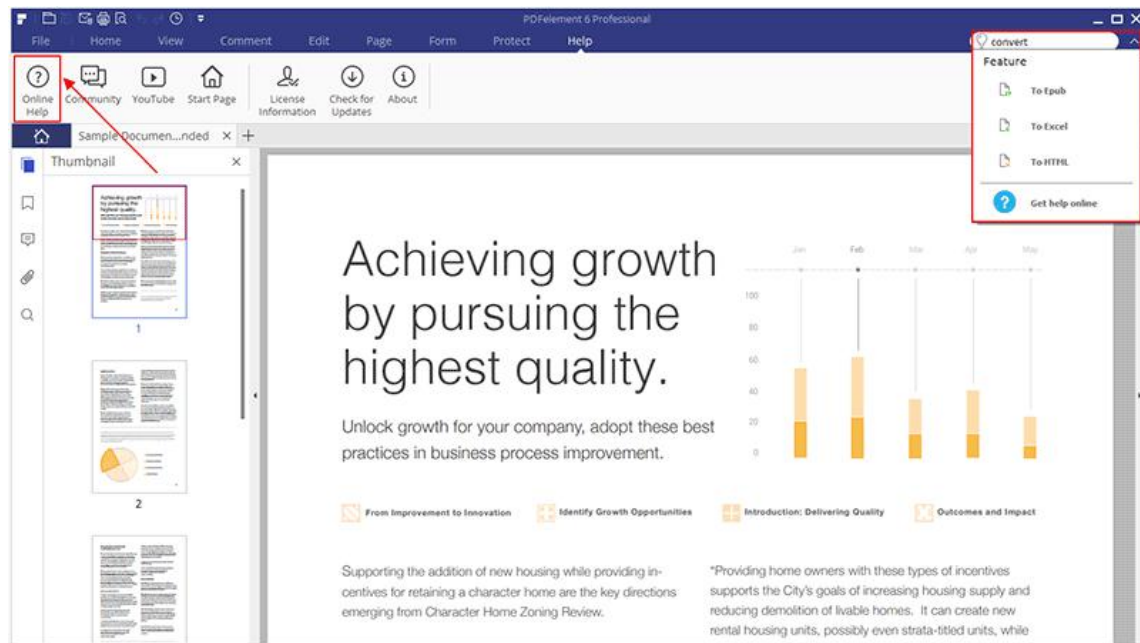 PDFelement 6 Professional
File Home View Comment Edit Page Form Protect Help
convert
Feature
To Epub
To Excel
To HTML
Get help online
Online Help
Community
YouTube
Start Page
License Information
Check for Updates
About
Sample Documen...nded
Thumbnail
Achieving growth
by pursuing the
highest quality.
1
2
Achieving growth
by pursuing the
highest quality.
Unlock growth for your company, adopt these best
practices in business process improvement.
Jan Feb Mar Apr May
100
80
60
40
20
0
From Improvement to Innovation
Identify Growth Opportunities
Introduction: Delivering Quality
Outcomes and Impact
Supporting the addition of new housing while providing in-
centives for retaining a character home are the key directions
emerging from Character Home Zoning Review.
"Providing home owners with these types of incentives
supports the City's goals of increasing housing supply and
reducing demolition of livable homes. It can create new
rental housing units, possibly even strata-titled units, while